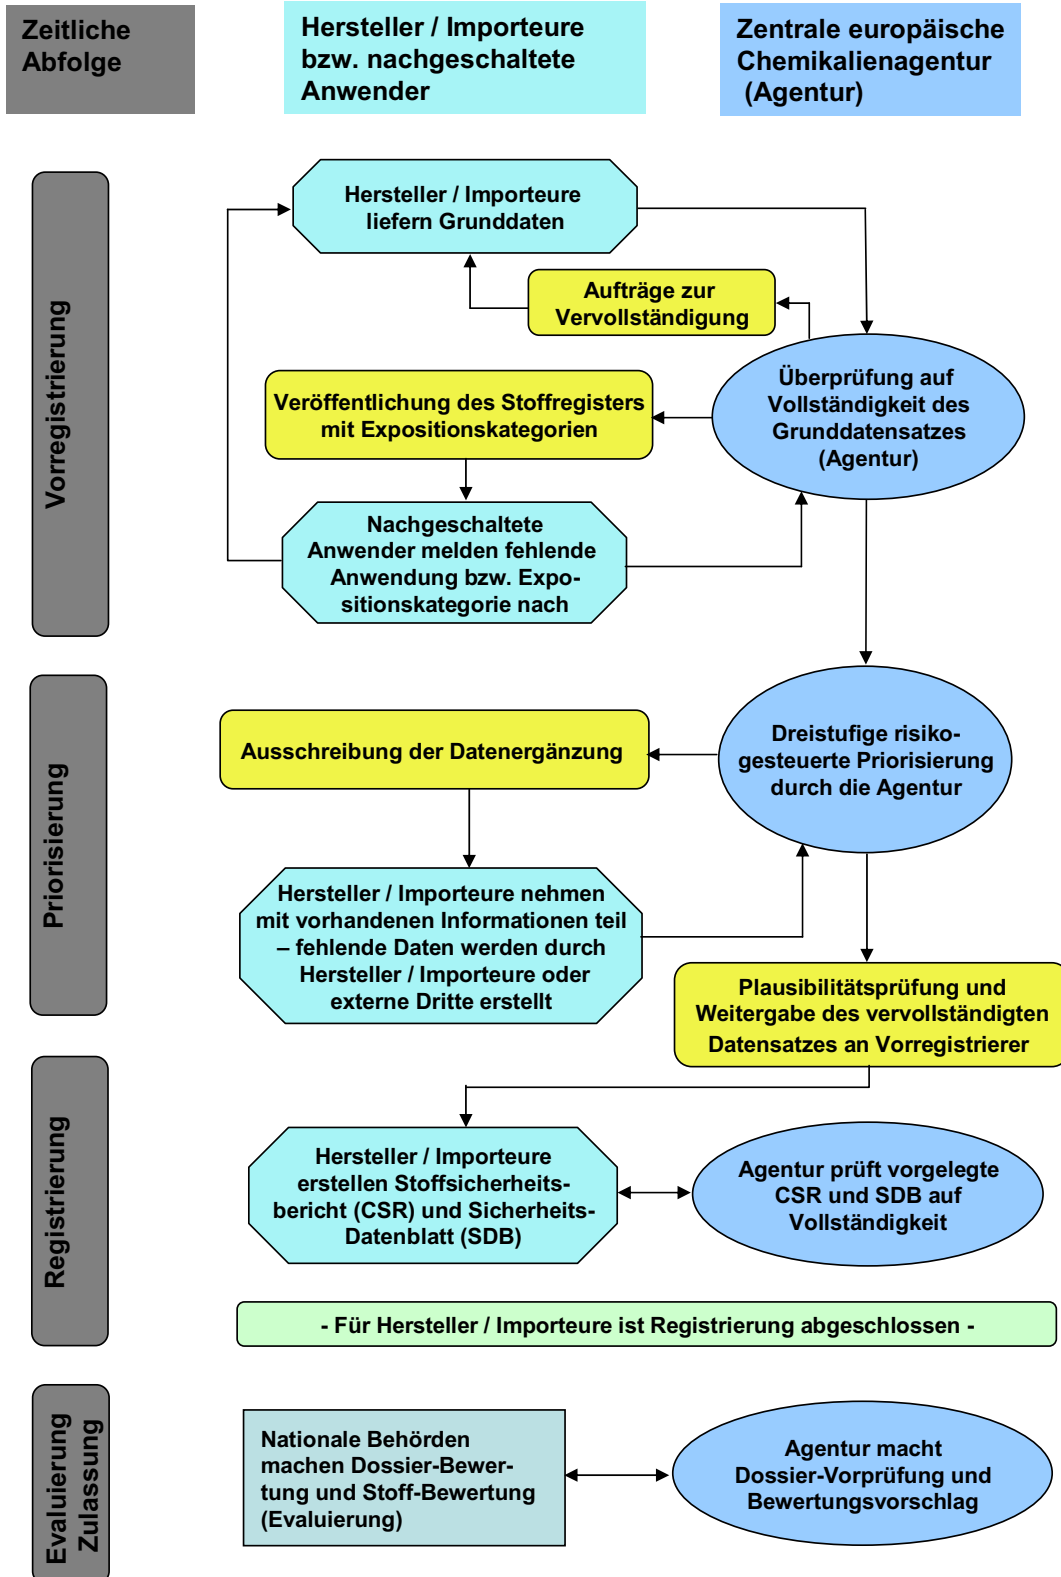 Zeitliche
Abfolge
Hersteller / Importeure
bzw. nachgeschaltete
Anwender
Zentrale europäische
Chemikalienagentur
(Agentur)
Vorregistrierung
Hersteller / Importeure
liefern Grunddaten
Aufträge zur
Vervollständigung
Überprüfung auf
Vollständigkeit des
Grunddatensatzes
(Agentur)
Veröffentlichung des Stoffregisters
mit Expositionskategorien
Nachgeschaltete
Anwender melden fehlende
Anwendung bzw. Expo-
sitionskategorie nach
Priorisierung
Dreistufige risiko-
gesteuerte Priorisierung
durch die Agentur
Ausschreibung der Datenergänzung
Hersteller / Importeure nehmen
mit vorhandenen Informationen teil
– fehlende Daten werden durch
Hersteller / Importeure oder
externe Dritte erstellt
Plausibilitätsprüfung und
Weitergabe des vervollständigten
Datensatzes an Vorregistrierer
Registrierung
Hersteller / Importeure
erstellen Stoffsicherheits-
bericht (CSR) und Sicherheits-
Datenblatt (SDB)
Agentur prüft vorgelegte
CSR und SDB auf
Vollständigkeit
- Für Hersteller / Importeure ist Registrierung abgeschlossen -
Evaluierung
Zulassung
Nationale Behörden
machen Dossier-Bewer-
tung und Stoff-Bewertung
(Evaluierung)
Agentur macht
Dossier-Vorprüfung und
Bewertungsvorschlag